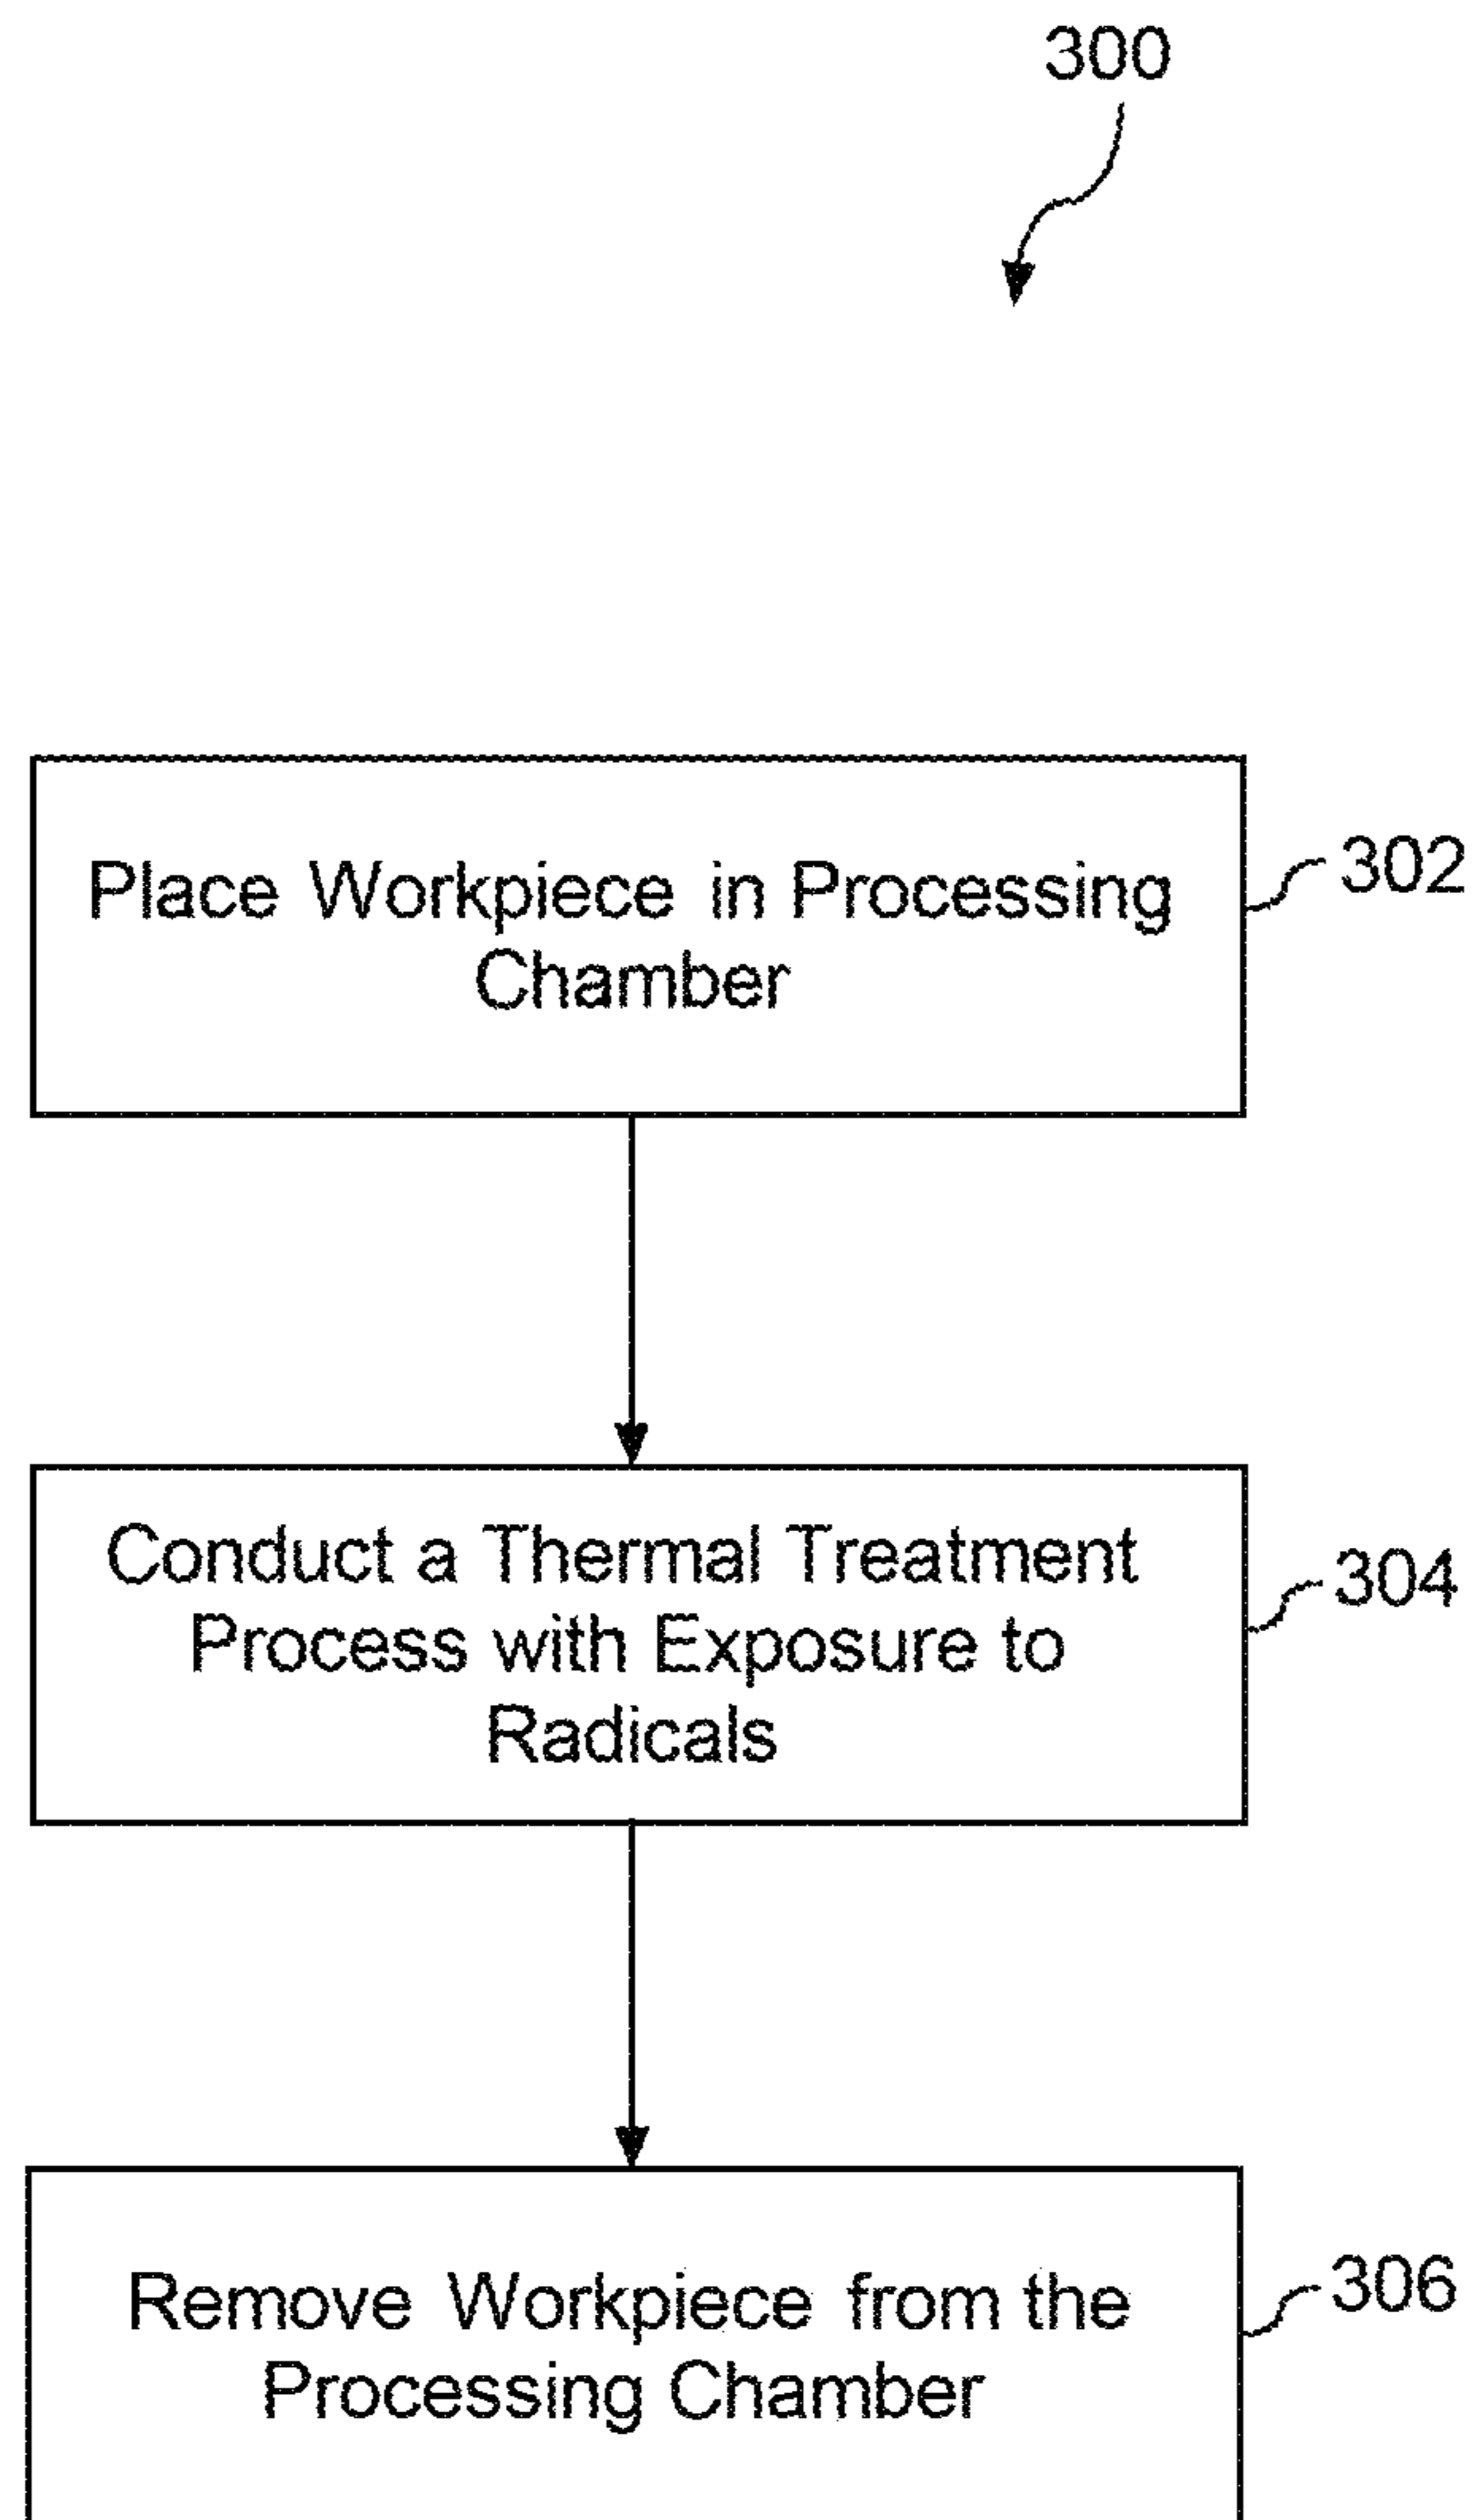 300
Place Workpiece in Processing
Chamber
302
Conduct a Thermal Treatment
Process with Exposure to
Radicals
304
Remove Workpiece from the
Processing Chamber
306